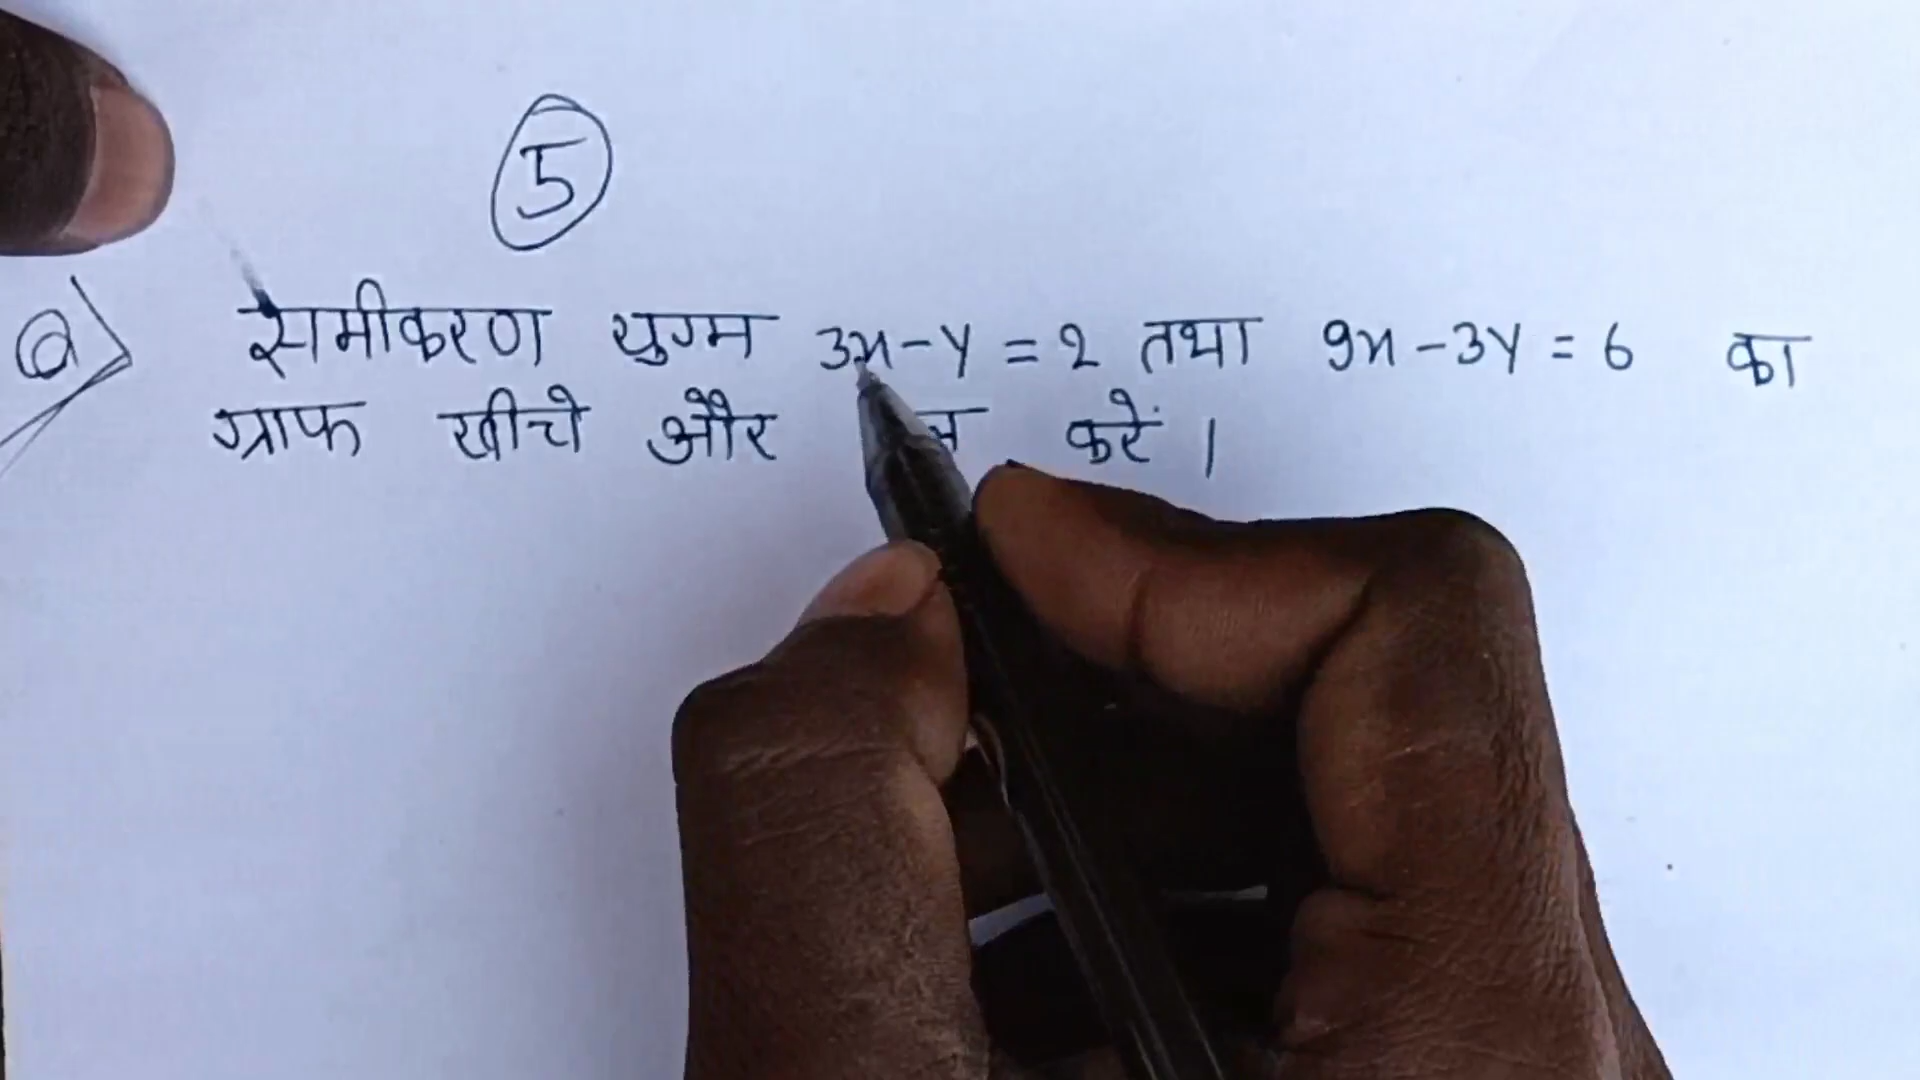 5
Q समीकरण युग्म 3x-y = 2 तथा 9x-3y = 6 का
ग्राफ खीचे और करें ।